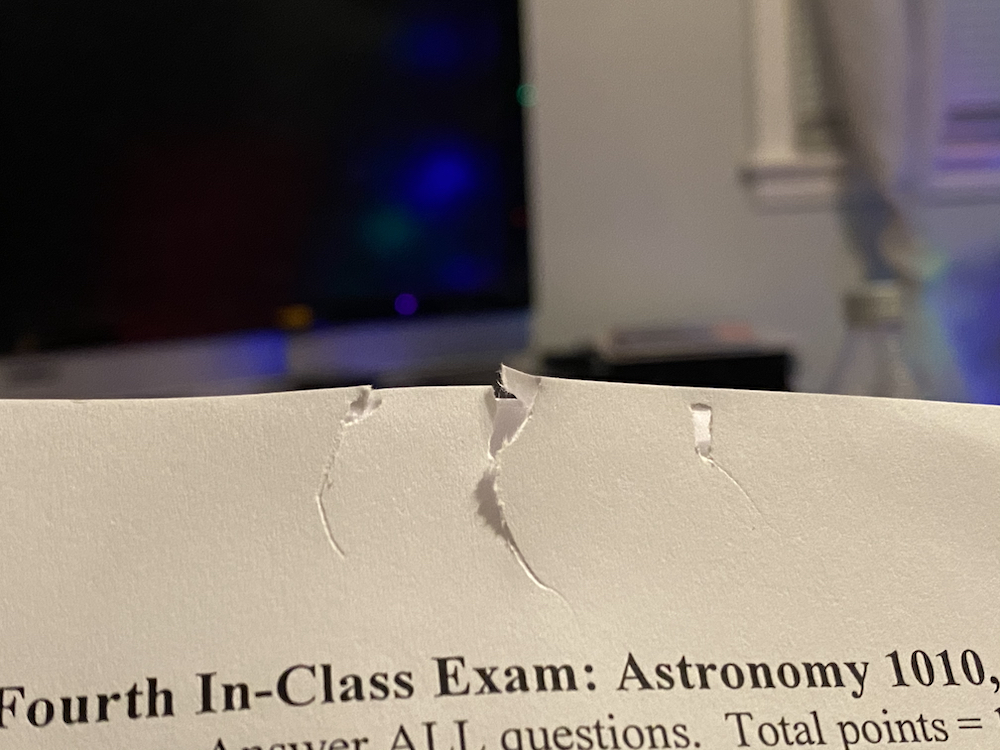 Fourth In-Class Exam: Astronomy 1010,
Answer ALL questions. Total points =